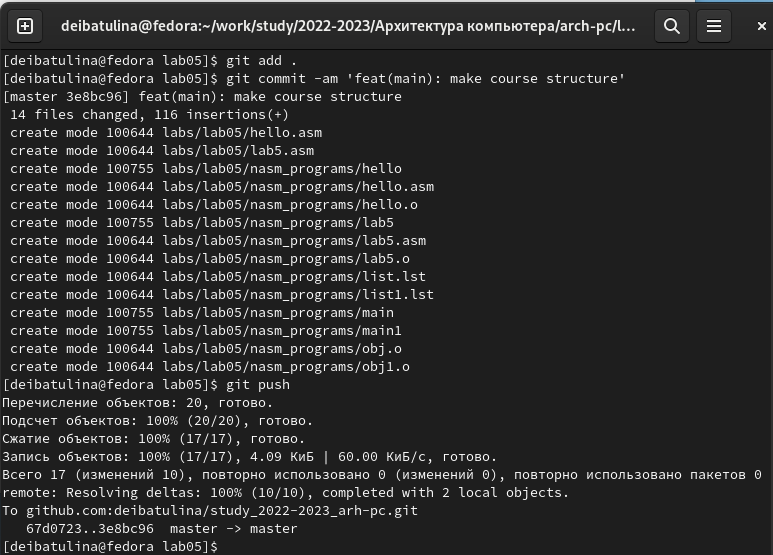 deibatulina@fedora:~/work/study/2022-2023/Архитектура компьютера/arch-pc/l...
[deibatulina@fedora lab05]$ git add .
[deibatulina@fedora lab05]$ git commit -am 'feat(main): make course structure'
[master 3e8bc96] feat(main): make course structure
 14 files changed, 116 insertions(+)
 create mode 100644 labs/lab05/hello.asm
 create mode 100644 labs/lab05/lab5.asm
 create mode 100755 labs/lab05/nasm_programs/hello
 create mode 100644 labs/lab05/nasm_programs/hello.asm
 create mode 100644 labs/lab05/nasm_programs/hello.o
 create mode 100755 labs/lab05/nasm_programs/lab5
 create mode 100644 labs/lab05/nasm_programs/lab5.asm
 create mode 100644 labs/lab05/nasm_programs/lab5.o
 create mode 100644 labs/lab05/nasm_programs/list.lst
 create mode 100644 labs/lab05/nasm_programs/list1.lst
 create mode 100755 labs/lab05/nasm_programs/main
 create mode 100755 labs/lab05/nasm_programs/main1
 create mode 100644 labs/lab05/nasm_programs/obj.o
 create mode 100644 labs/lab05/nasm_programs/obj1.o
[deibatulina@fedora lab05]$ git push
Перечисление объектов: 20, готово.
Подсчет объектов: 100% (20/20), готово.
Сжатие объектов: 100% (17/17), готово.
Запись объектов: 100% (17/17), 4.09 КиБ | 60.00 КиБ/с, готово.
Всего 17 (изменений 10), повторно использовано 0 (изменений 0), повторно использовано пакетов 0
remote: Resolving deltas: 100% (10/10), completed with 2 local objects.
To github.com:deibatulina/study_2022-2023_arh-pc.git
   67d0723..3e8bc96  master -> master
[deibatulina@fedora lab05]$